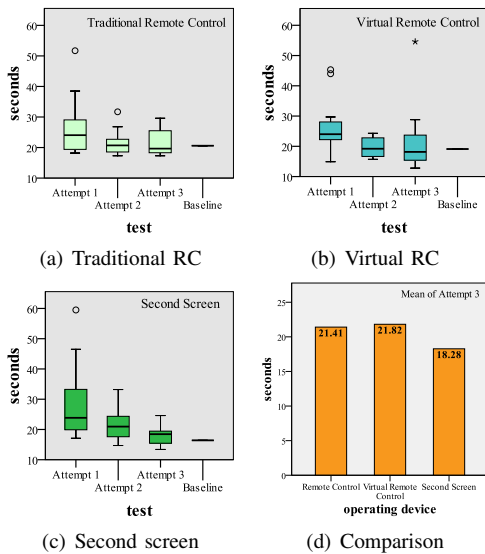 Traditional Remote Control
60
50
40
30
20
10
seconds
Attempt 1
Attempt 2
Attempt 3
Baseline
test
(a) Traditional RC
Virtual Remote Control
60
50
40
30
20
10
seconds
*
Attempt 1
Attempt 2
Attempt 3
Baseline
test
(b) Virtual RC
Second Screen
60
50
40
30
20
10
seconds
Attempt 1
Attempt 2
Attempt 3
Baseline
test
(c) Second screen
Mean of Attempt 3
25
20
15
10
5
0
seconds
21.41
21.82
18.28
Remote Control
Virtual Remote
Control
Second Screen
operating device
(d) Comparison